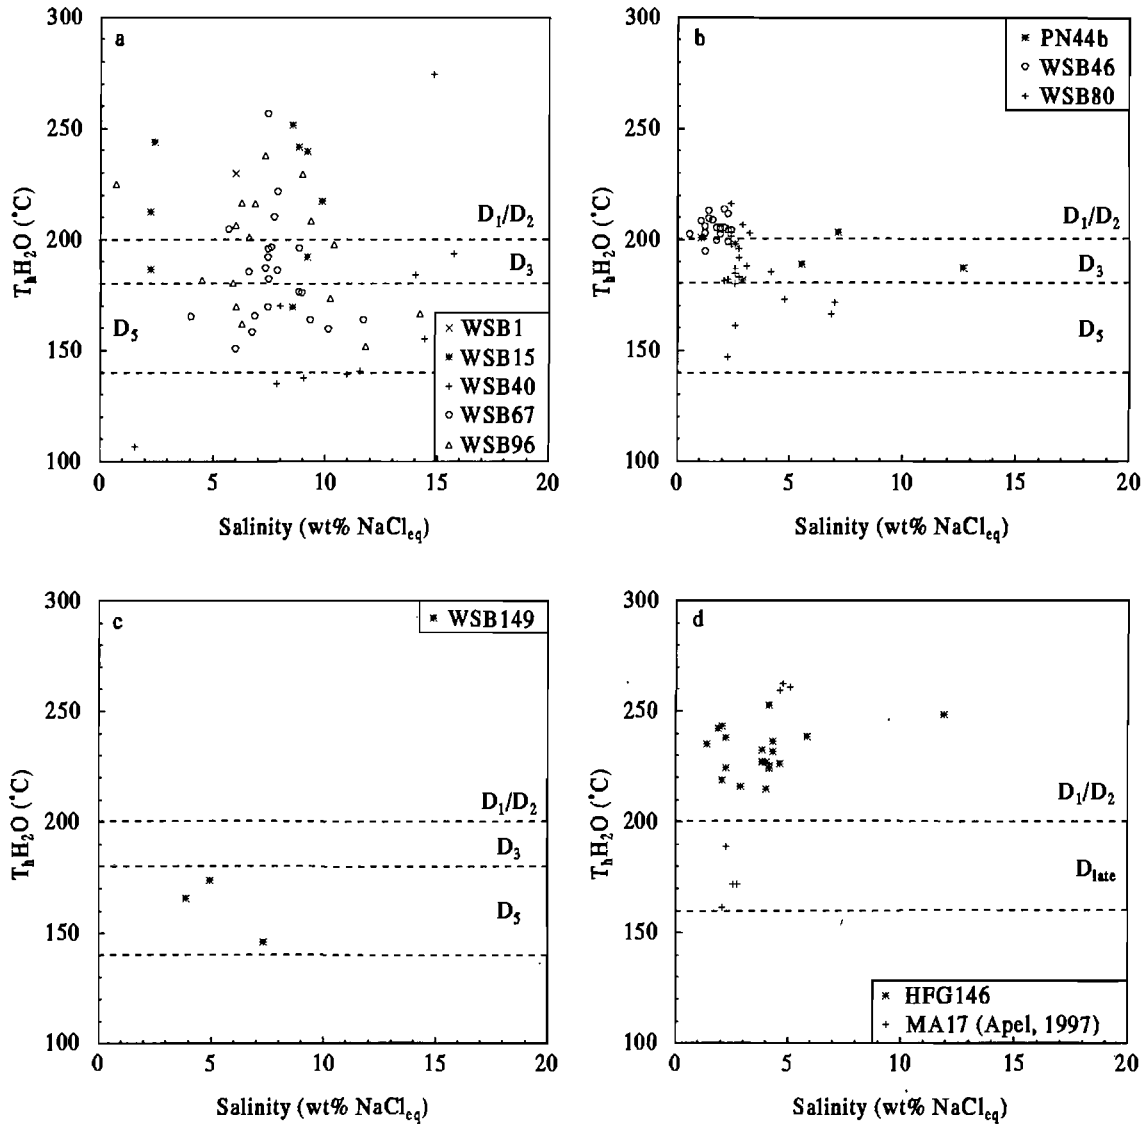 a
300
250
200
150
100
0
5
10
15
20
TₕH₂O (°C)
Salinity (wt% NaClₑq)
D₁/D₂
D₃
D₅
WSB1
WSB15
WSB40
WSB67
WSB96
b
300
250
200
150
100
0
5
10
15
20
TₕH₂O (°C)
Salinity (wt% NaClₑq)
D₁/D₂
D₃
D₅
PN44b
WSB46
WSB80
c
300
250
200
150
100
0
5
10
15
20
TₕH₂O (°C)
Salinity (wt% NaClₑq)
D₁/D₂
D₃
D₅
WSB149
d
300
250
200
150
100
0
5
10
15
20
TₕH₂O (°C)
Salinity (wt% NaClₑq)
D₁/D₂
Dlate
HFG146
MA17 (Apel, 1997)